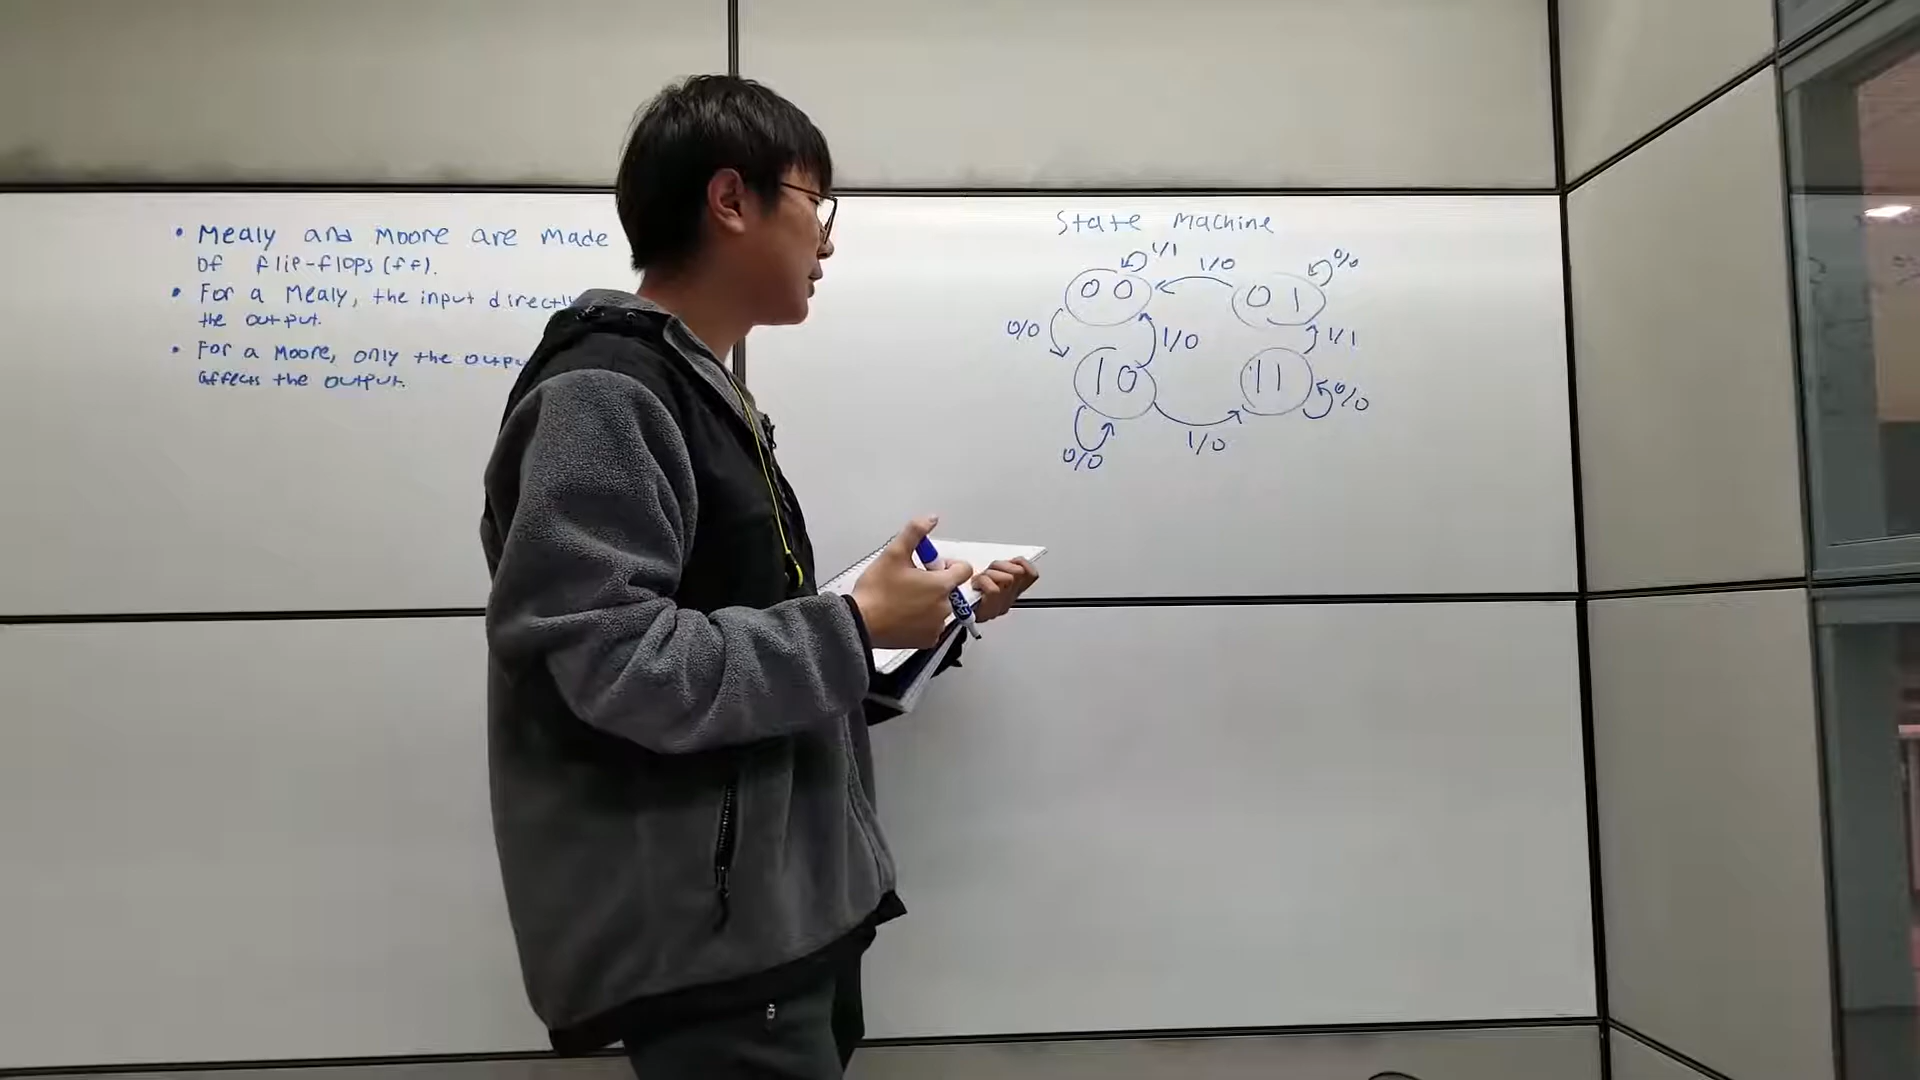 • Mealy and Moore are made
of flip-flops (ff).
• For a Mealy, the input directly
the output.
• For a Moore, only the outpu
affects the output.
State Machine
1/1
1/0
0/0
00
01
0/0
1/0
1/1
10
11
0/0
1/0
0/0
EXPO